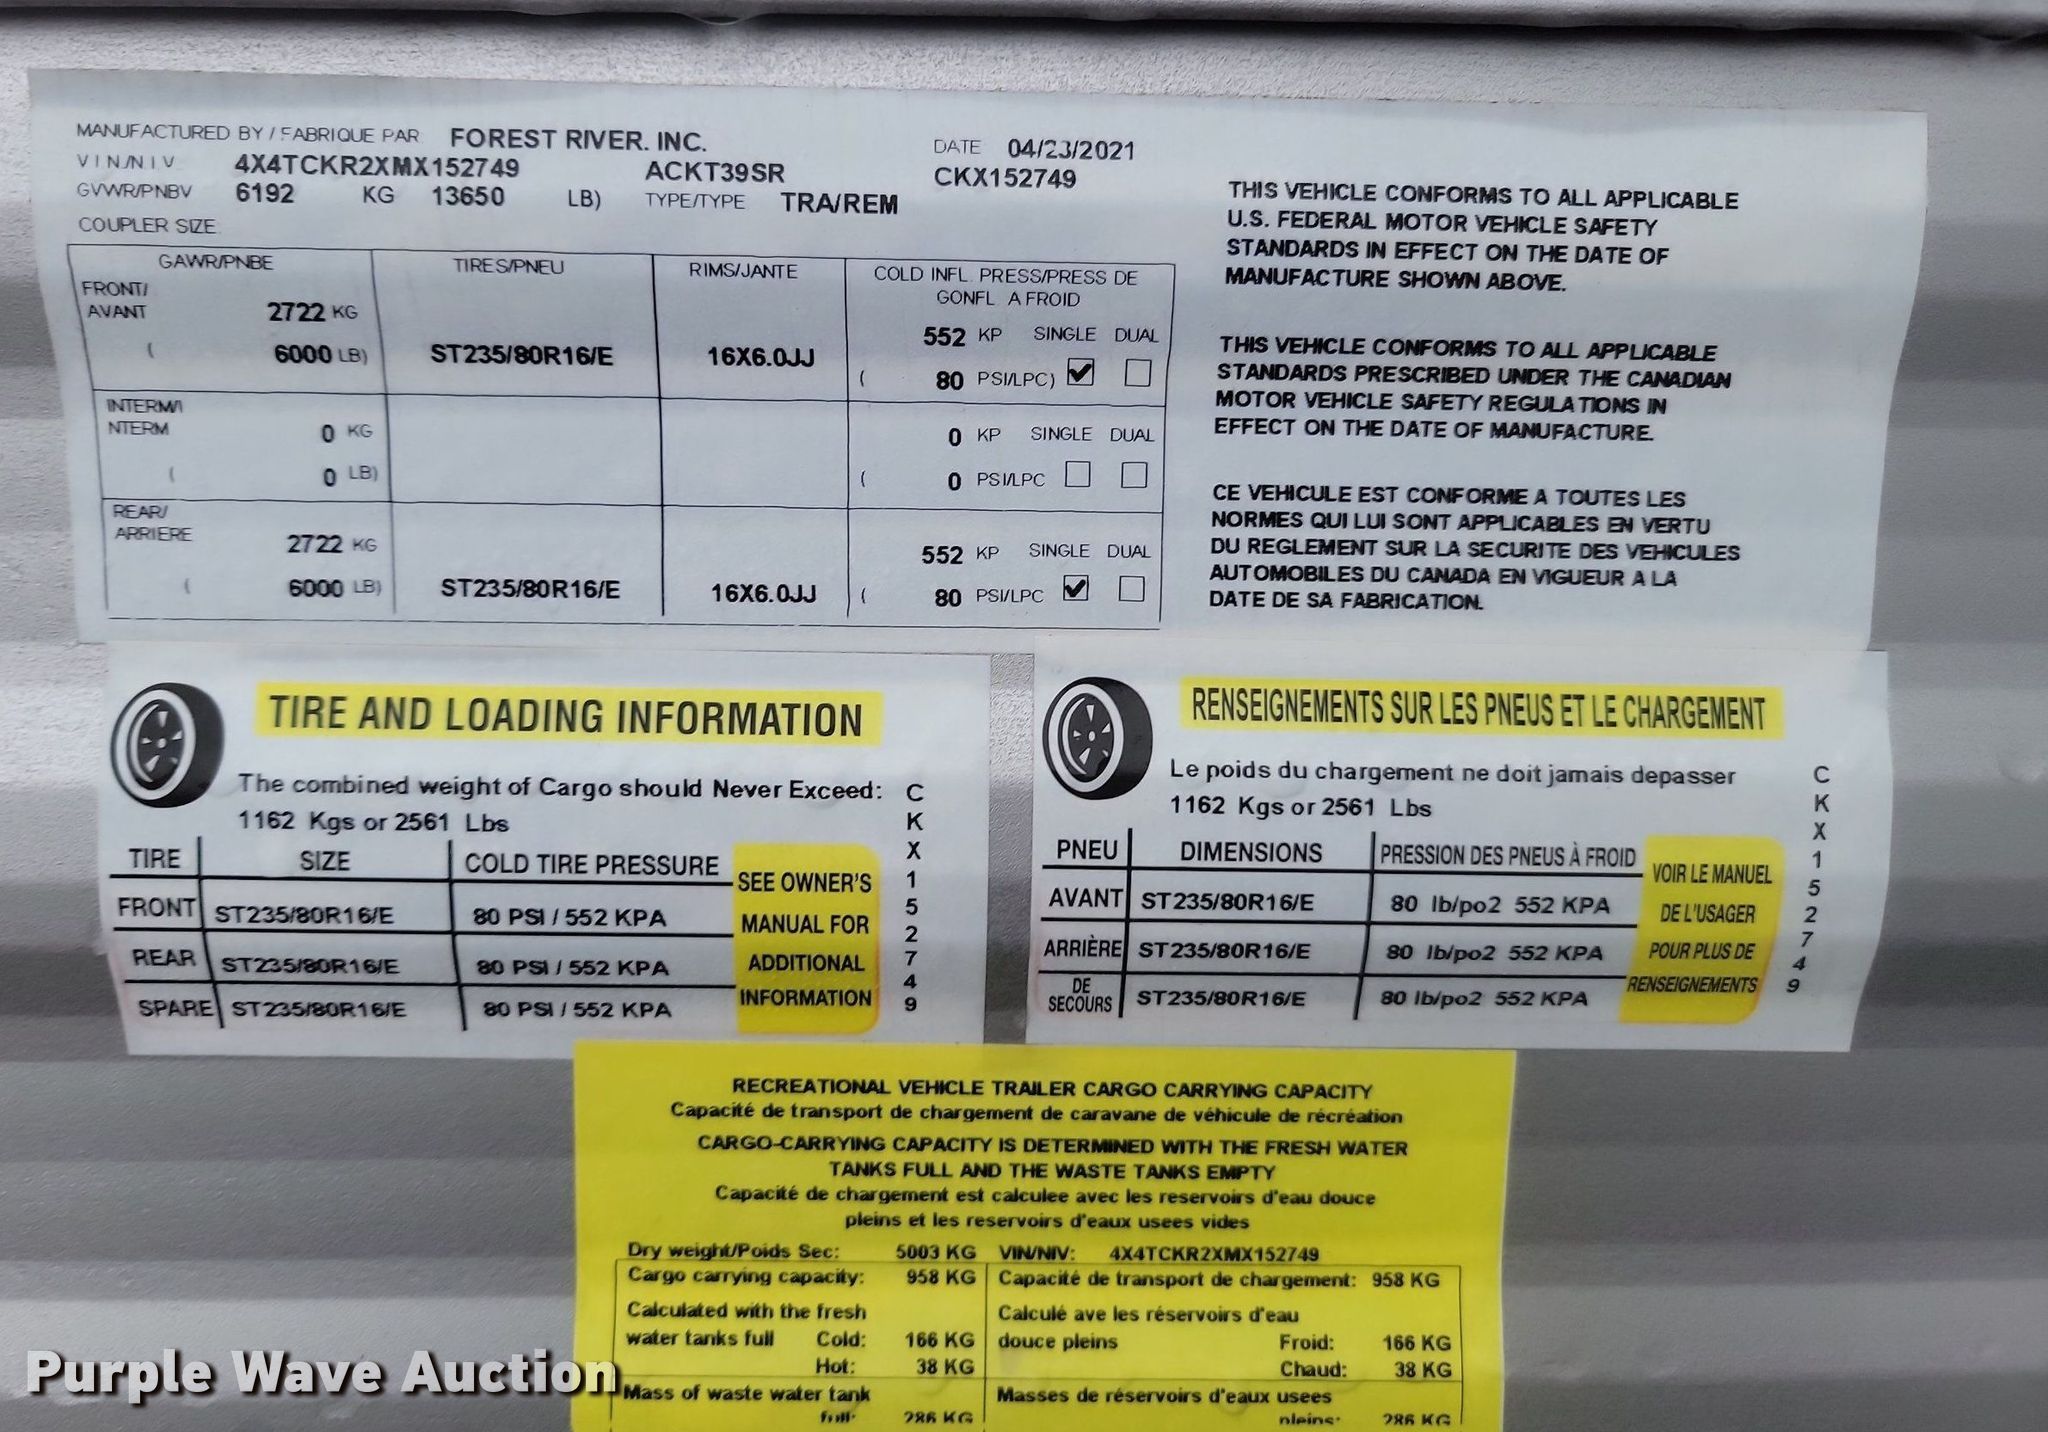 MANUFACTURED BY / FABRIQUE PAR FOREST RIVER. INC. DATE 04/23/2021
VIN/NIV 4X4TCKR2XMX152749 ACKT39SR CKX152749
GVWR/PNBV 6192 KG 13650 LB) TYPE/TYPE TRA/REM
COUPLER SIZE:
GAWR/PNBE TIRES/PNEU RIMS/JANTE COLD INFL. PRESS/PRESS DE
GONFL A FROID
FRONT/
AVANT 2722 KG 552 KP SINGLE DUAL
( 6000 LB) ST235/80R16/E 16X6.0JJ ( 80 PSI/LPC)
INTERM/I
NTERM 0 KG 0 KP SINGLE DUAL
( 0 LB) ( 0 PSI/LPC
REAR/
ARRIERE 2722 KG 552 KP SINGLE DUAL
( 6000 LB) ST235/80R16/E 16X6.0JJ ( 80 PSI/LPC
THIS VEHICLE CONFORMS TO ALL APPLICABLE
U.S. FEDERAL MOTOR VEHICLE SAFETY
STANDARDS IN EFFECT ON THE DATE OF
MANUFACTURE SHOWN ABOVE.
THIS VEHICLE CONFORMS TO ALL APPLICABLE
STANDARDS PRESCRIBED UNDER THE CANADIAN
MOTOR VEHICLE SAFETY REGULATIONS IN
EFFECT ON THE DATE OF MANUFACTURE.
CE VEHICULE EST CONFORME A TOUTES LES
NORMES QUI LUI SONT APPLICABLES EN VERTU
DU REGLEMENT SUR LA SECURITE DES VEHICULES
AUTOMOBILES DU CANADA EN VIGUEUR A LA
DATE DE SA FABRICATION.
TIRE AND LOADING INFORMATION
The combined weight of Cargo should Never Exceed:
1162 Kgs or 2561 Lbs
TIRE SIZE COLD TIRE PRESSURE
FRONT ST235/80R16/E 80 PSI / 552 KPA
REAR ST235/80R16/E 80 PSI / 552 KPA
SPARE ST235/80R16/E 80 PSI / 552 KPA
SEE OWNER'S
MANUAL FOR
ADDITIONAL
INFORMATION
CKX152749
RENSEIGNEMENTS SUR LES PNEUS ET LE CHARGEMENT
Le poids du chargement ne doit jamais depasser
1162 Kgs or 2561 Lbs
PNEU DIMENSIONS PRESSION DES PNEUS À FROID
AVANT ST235/80R16/E 80 lb/po2 552 KPA
ARRIÈRE ST235/80R16/E 80 lb/po2 552 KPA
DE
SECOURS ST235/80R16/E 80 lb/po2 552 KPA
VOIR LE MANUEL
DE L'USAGER
POUR PLUS DE
RENSEIGNEMENTS
CKX152749
RECREATIONAL VEHICLE TRAILER CARGO CARRYING CAPACITY
Capacité de transport de chargement de caravane de véhicule de récréation
CARGO-CARRYING CAPACITY IS DETERMINED WITH THE FRESH WATER
TANKS FULL AND THE WASTE TANKS EMPTY
Capacité de chargement est calculee avec les reservoirs d'eau douce
pleins et les reservoirs d'eaux usees vides
Dry weight/Poids Sec: 5003 KG VIN/NIV: 4X4TCKR2XMX152749
Cargo carrying capacity: 958 KG Capacité de transport de chargement: 958 KG
Calculated with the fresh Calculé ave les réservoirs d'eau
water tanks full Cold: 166 KG douce pleins Froid: 166 KG
Hot: 38 KG Chaud: 38 KG
Mass of waste water tank Masses de réservoirs d'eaux usees
full: 286 KG pleins: 286 KG
Purple Wave Auction